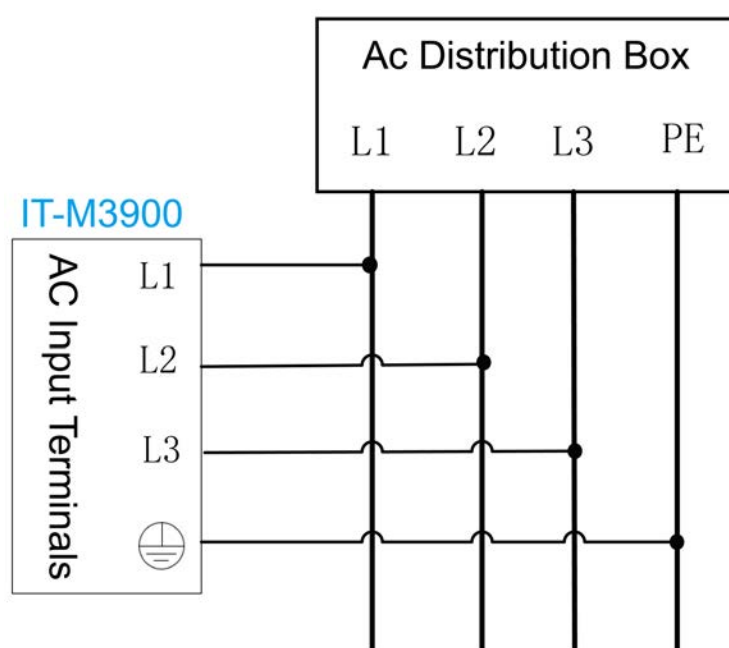 Ac Distribution Box
L1 L2 L3 PE
IT-M3900
AC Input Terminals
L1
L2
L3